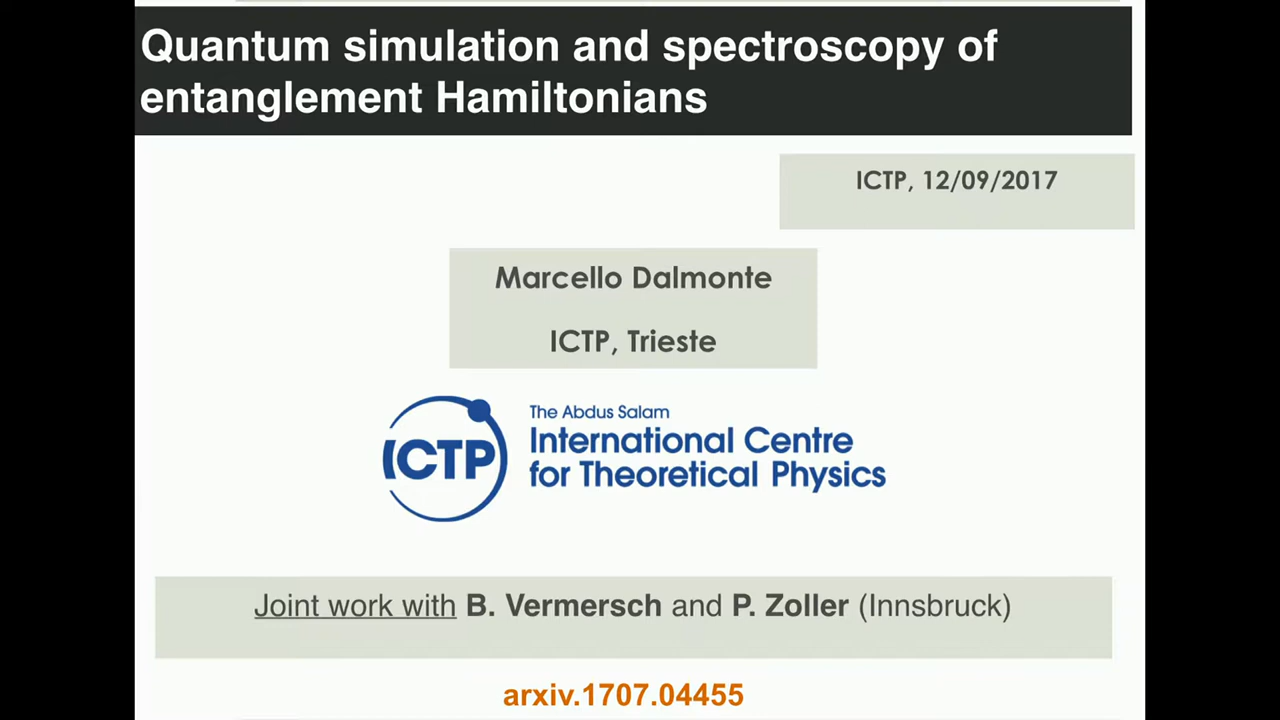 Quantum simulation and spectroscopy of
entanglement Hamiltonians
ICTP, 12/09/2017
Marcello Dalmonte
ICTP, Trieste
ICTP
The Abdus Salam
International Centre
for Theoretical Physics
Joint work with B. Vermersch and P. Zoller (Innsbruck)
arxiv.1707.04455